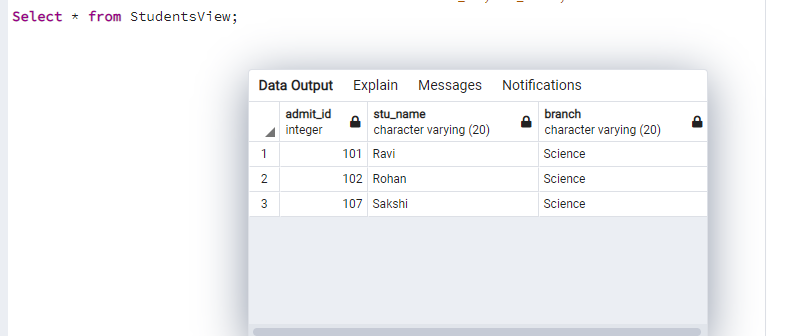 Select * from StudentsView;
Data Output Explain Messages Notifications
admit_id stu_name branch
integer character varying (20) character varying (20)
1 101 Ravi Science
2 102 Rohan Science
3 107 Sakshi Science